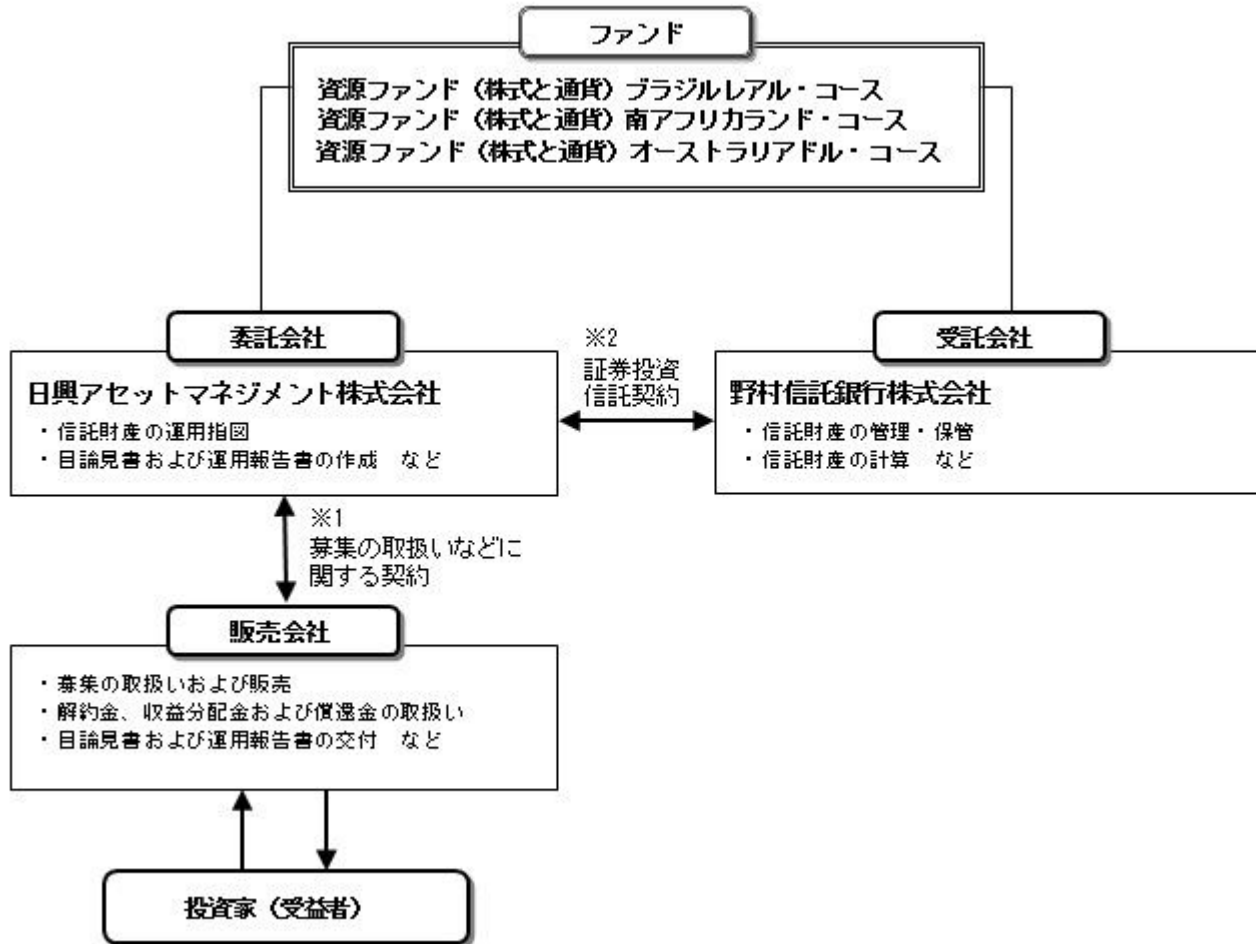 ファンド
資源ファンド（株式と通貨）ブラジルレアル・コース
資源ファンド（株式と通貨）南アフリカランド・コース
資源ファンド（株式と通貨）オーストラリアドル・コース
委託会社
日興アセットマネジメント株式会社
・信託財産の運用指図
・目論見書および運用報告書の作成　など
※2
証券投資
信託契約
受託会社
野村信託銀行株式会社
・信託財産の管理・保管
・信託財産の計算　など
※1
募集の取扱いなどに
関する契約
販売会社
・募集の取扱いおよび販売
・解約金、収益分配金および償還金の取扱い
・目論見書および運用報告書の交付　など
投資家（受益者）